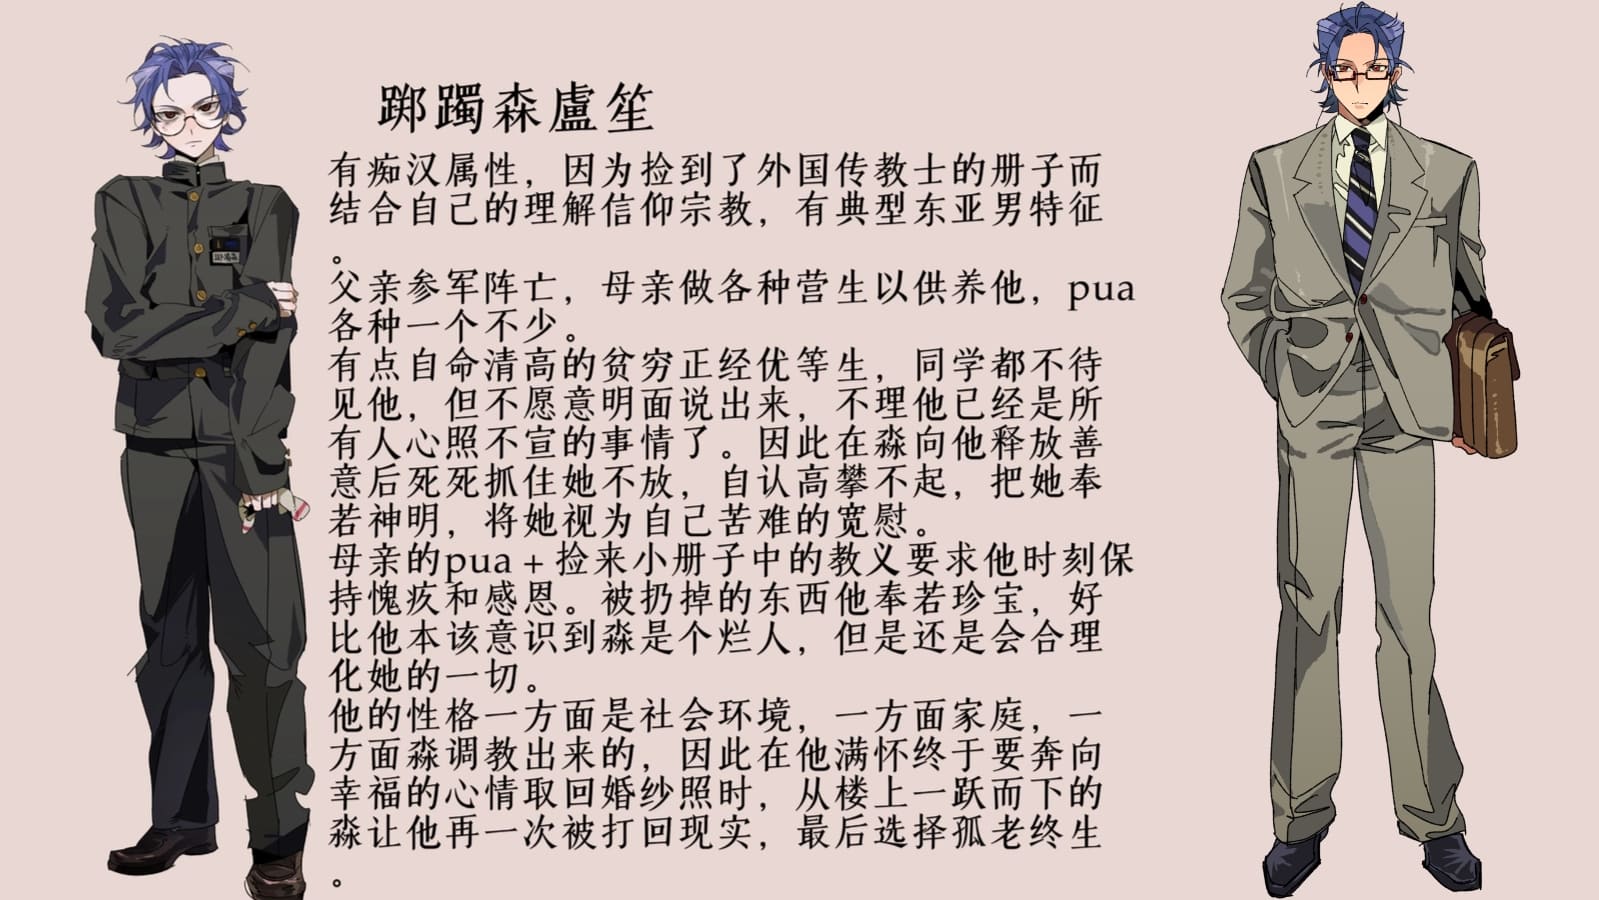 踯躅森盧笙
有痴汉属性，因为捡到了外国传教士的册子而
结合自己的理解信仰宗教，有典型东亚男特征
。
父亲参军阵亡，母亲做各种营生以供养他，pua
各种一个不少。
有点自命清高的贫穷正经优等生，同学都不待
见他，但不愿意明面说出来，不理他已经是所
有人心照不宣的事情了。因此在淼向他释放善
意后死死抓住她不放，自认高攀不起，把她奉
若神明，将她视为自己苦难的宽慰。
母亲的pua+捡来小册子中的教义要求他时刻保
持愧疚和感恩。被扔掉的东西他奉若珍宝，好
比他本该意识到淼是个烂人，但是还是会合理
化她的一切。
他的性格一方面是社会环境，一方面家庭，一
方面淼调教出来的，因此在他满怀终于要奔向
幸福的心情取回婚纱照时，从楼上一跃而下的
淼让他再一次被打回现实，最后选择孤老终生
。